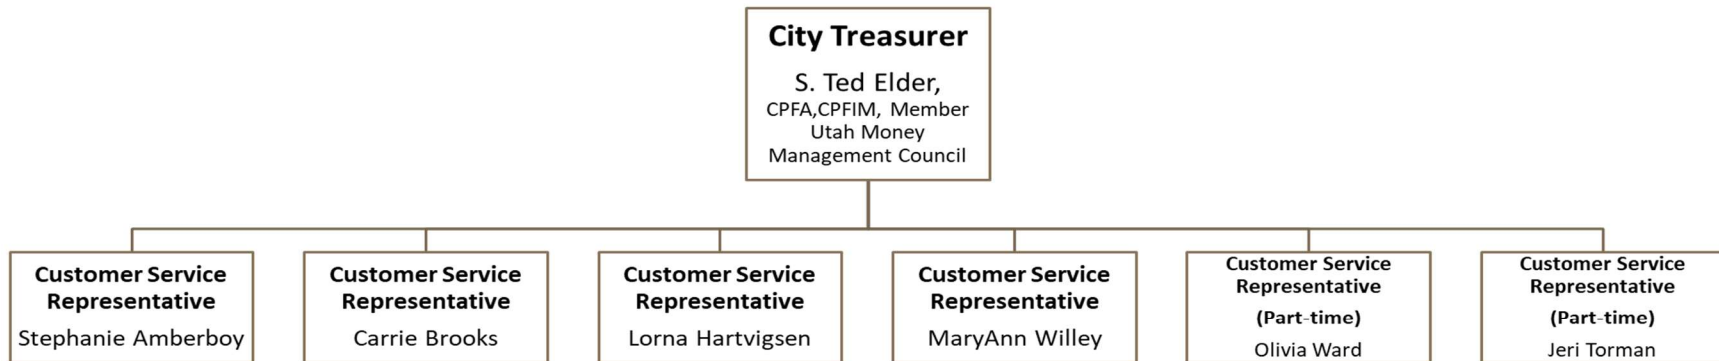 City Treasurer
S. Ted Elder,
CPFA,CPFIM, Member
Utah Money
Management Council
Customer Service
Representative
Stephanie Amberboy
Customer Service
Representative
Carrie Brooks
Customer Service
Representative
Lorna Hartvigsen
Customer Service
Representative
MaryAnn Willey
Customer Service
Representative
(Part-time)
Olivia Ward
Customer Service
Representative
(Part-time)
Jeri Torman